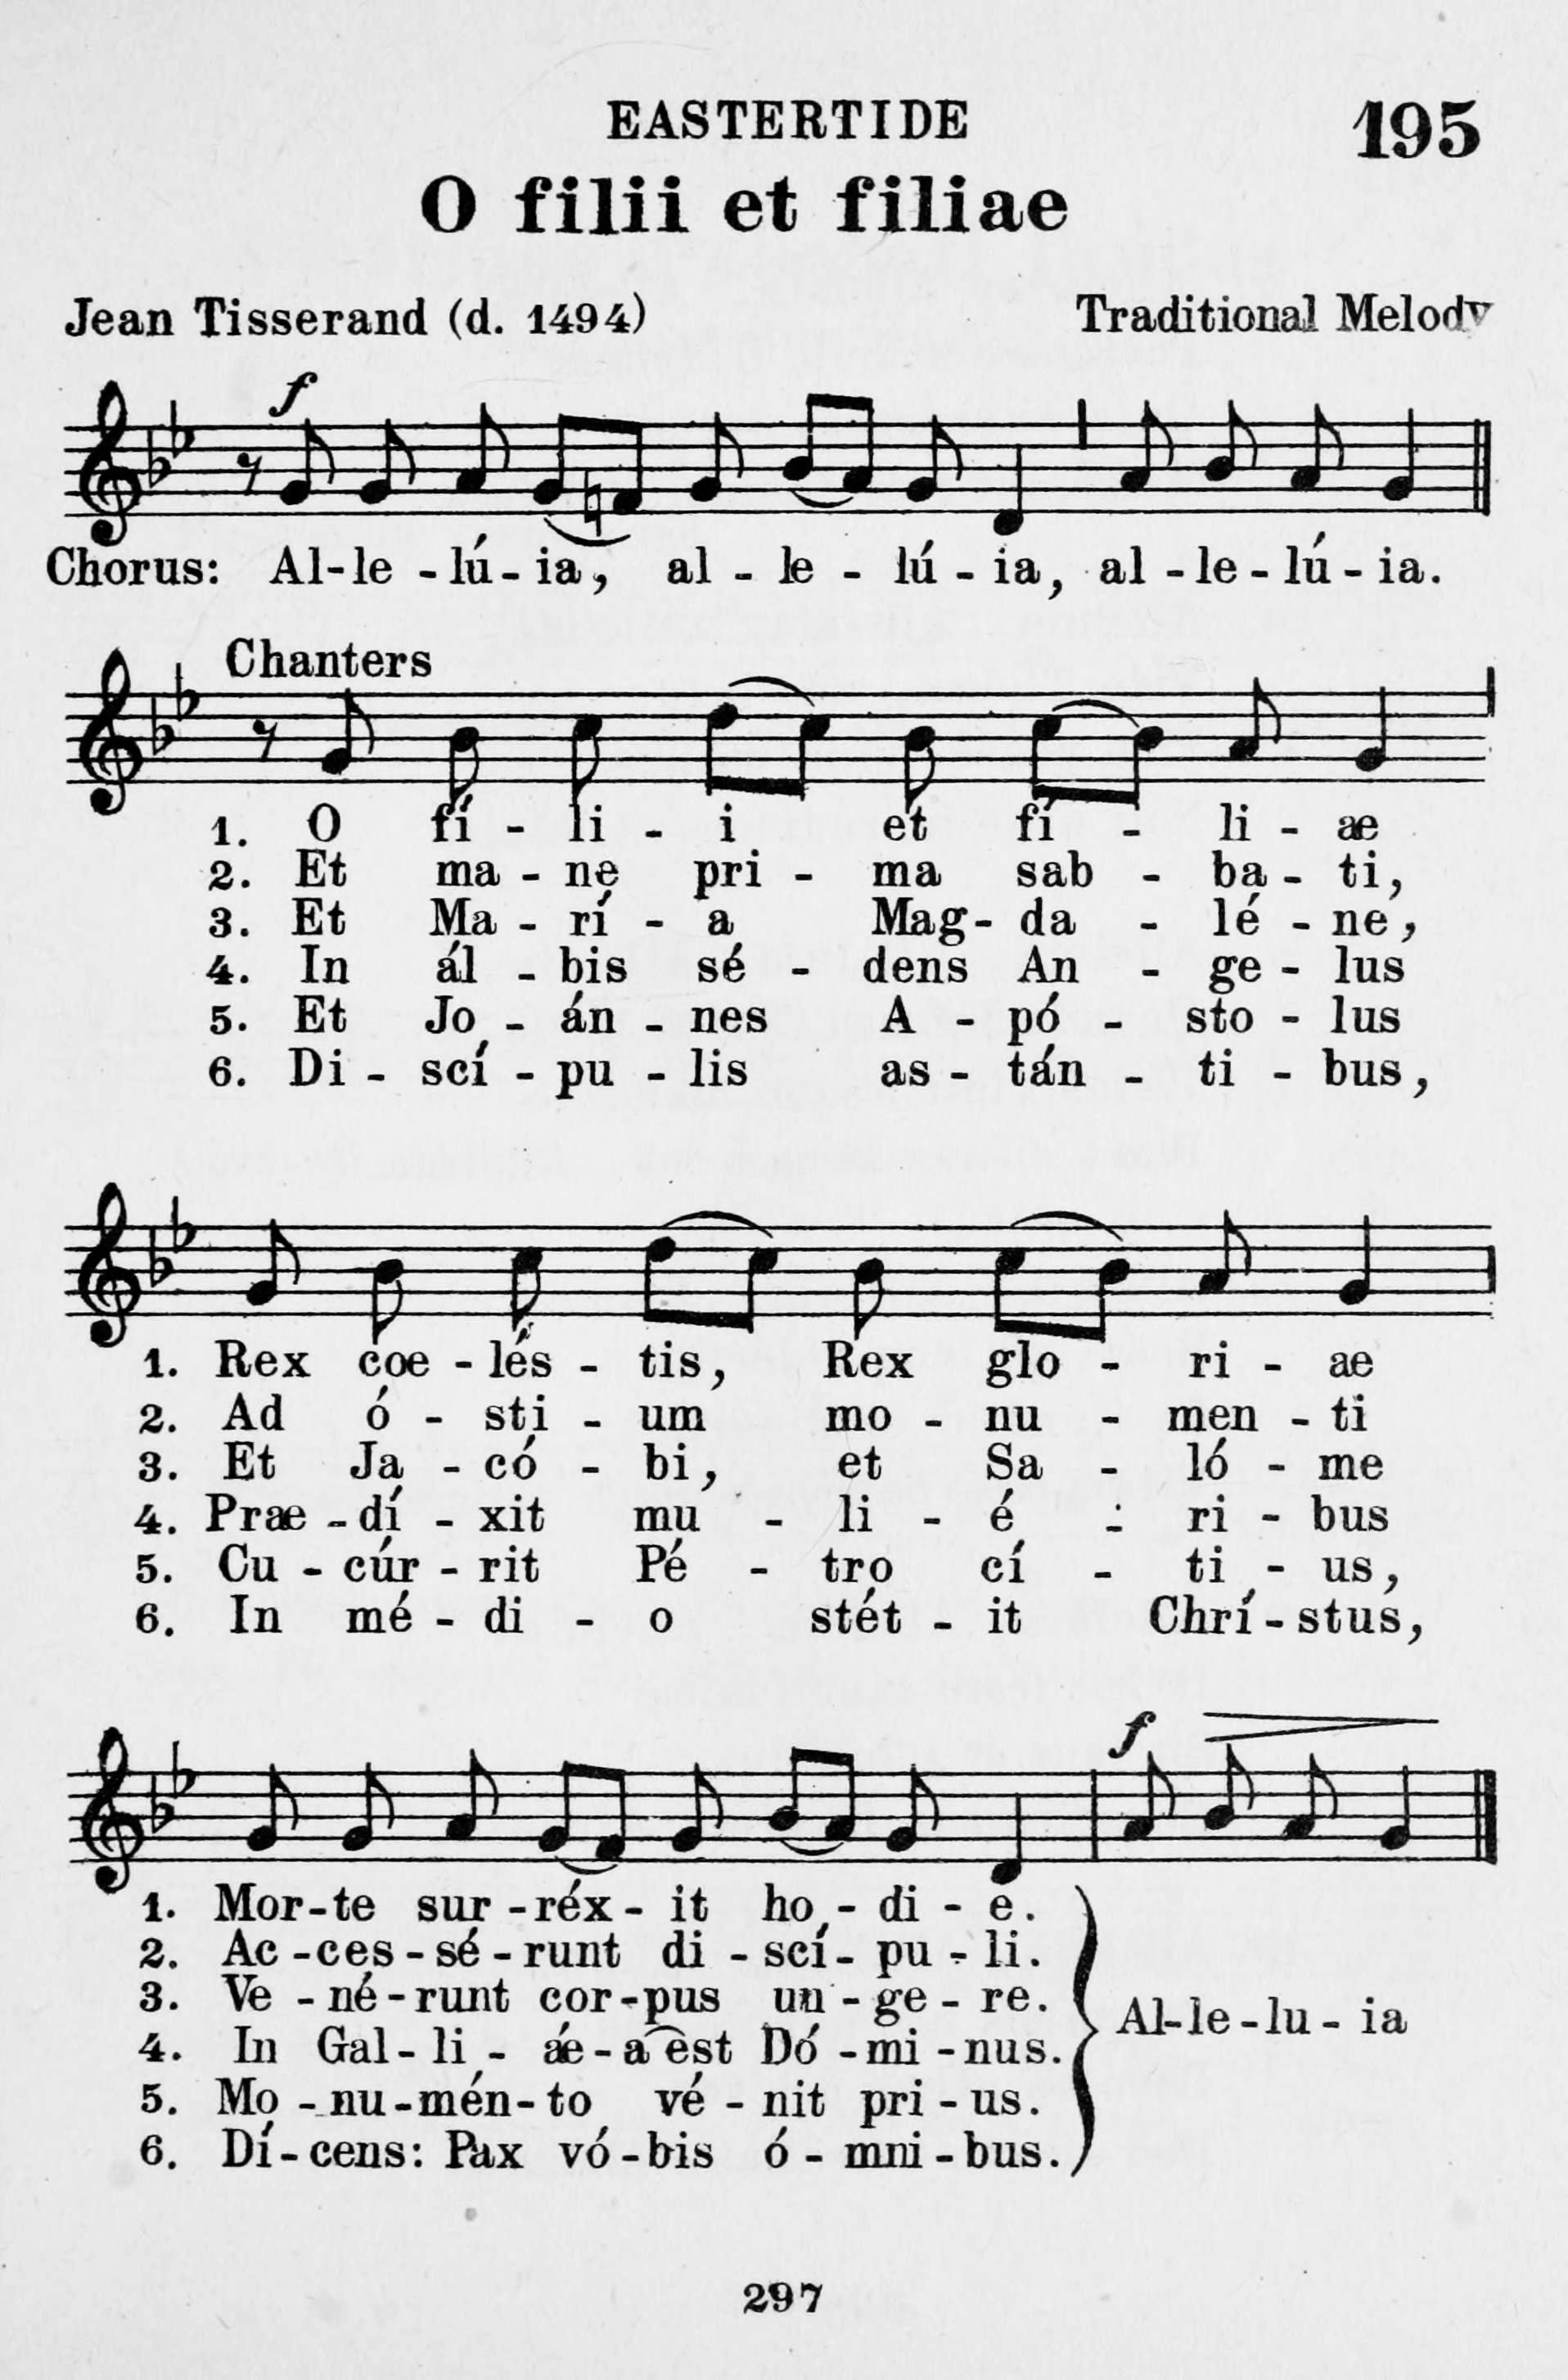 EASTERTIDE 195
O filii et filiae
Jean Tisserand (d. 1494) Traditional Melody
f
Chorus: Al-le-lú-ia, al-le-lú-ia, al-le-lú-ia.
Chanters
1. O fí-li-i et fí-li-æ
2. Et ma-ne pri-ma sab-ba-ti,
3. Et Ma-rí-a Mag-da-lé-ne,
4. In ál-bis sé-dens An-ge-lus
5. Et Jo-án-nes A-pó-sto-lus
6. Di-scí-pu-lis as-tán-ti-bus,
1. Rex coe-lés-tis, Rex glo-ri-ae
2. Ad ó-sti-um mo-nu-men-ti
3. Et Ja-có-bi, et Sa-ló-me
4. Præ-dí-xit mu-li-é-ri-bus
5. Cu-cúr-rit Pé-tro cí-ti-us,
6. In mé-di-o stét-it Chrí-stus,
f
1. Mor-te sur-réx-it ho-di-e.
2. Ac-ces-sé-runt di-scí-pu-li.
3. Ve-né-runt cor-pus un-ge-re.
Al-le-lu-ia
4. In Gal-li-ǽ-a est Dó-mi-nus.
5. Mo-nu-mén-to vé-nit pri-us.
6. Dí-cens: Pax vó-bis ó-mni-bus.
297